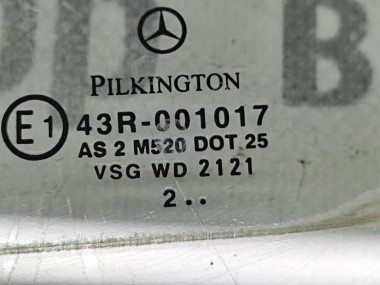 B
PILKINGTON
E1 43R-001017
AS 2 M520 DOT 25
VSG WD 2121
2..